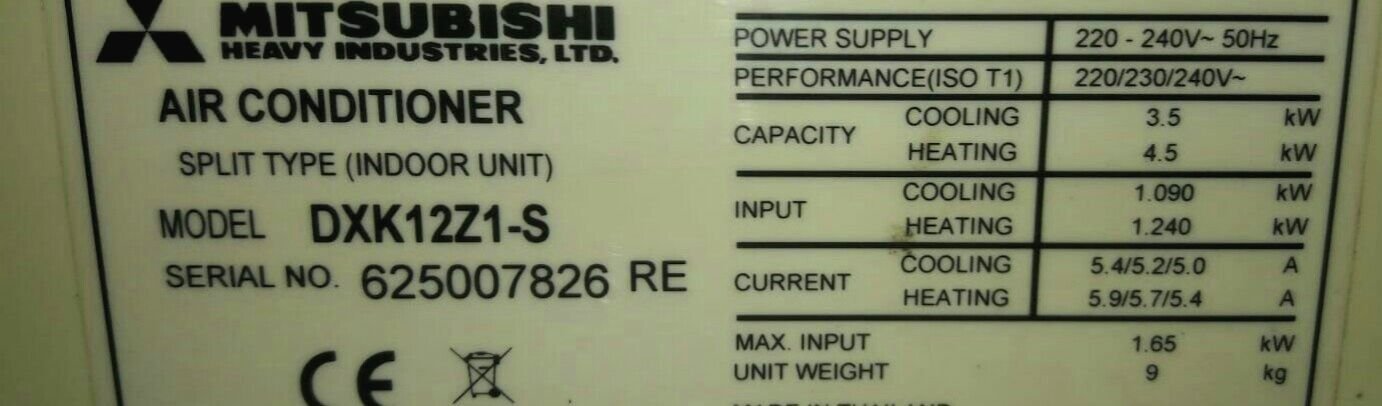 MITSUBISHI
HEAVY INDUSTRIES, LTD.
AIR CONDITIONER
SPLIT TYPE (INDOOR UNIT)
MODEL DXK12Z1-S
SERIAL NO. 625007826 RE
CE
POWER SUPPLY 220 - 240V~ 50Hz
PERFORMANCE(ISO T1) 220/230/240V~
CAPACITY COOLING 3.5 kW
HEATING 4.5 kW
INPUT COOLING 1.090 kW
HEATING 1.240 kW
CURRENT COOLING 5.4/5.2/5.0 A
HEATING 5.9/5.7/5.4 A
MAX. INPUT 1.65 kW
UNIT WEIGHT 9 kg
MADE IN THAILAND